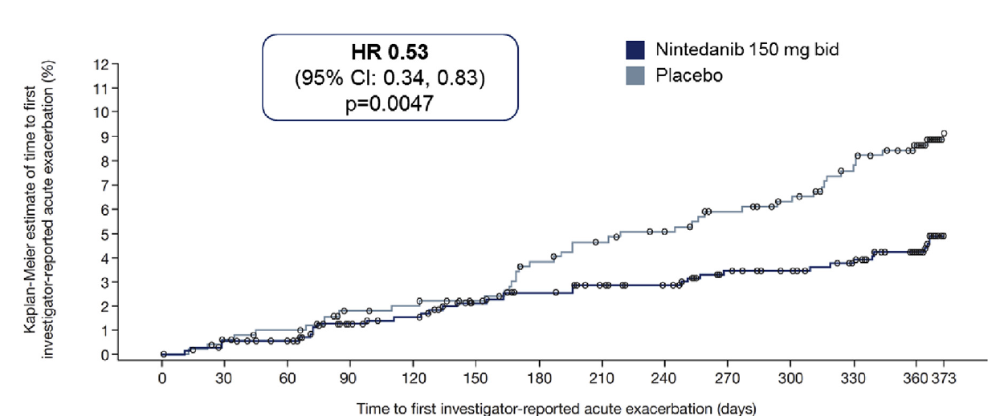 HR 0.53
(95% CI: 0.34, 0.83)
p=0.0047
Nintedanib 150 mg bid
Placebo
Kaplan-Meier estimate of time to first
investigator-reported acute exacerbation (%)
12
11
10
9
8
7
6
5
4
3
2
1
0
0 30 60 90 120 150 180 210 240 270 300 330 360 373
Time to first investigator-reported acute exacerbation (days)